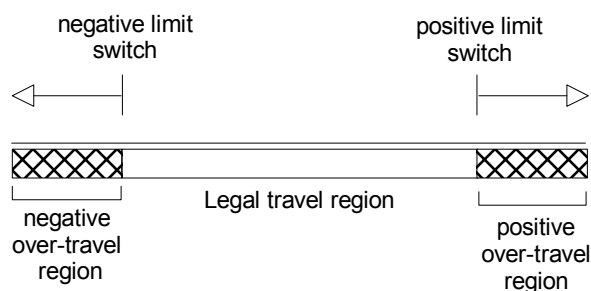 negative limit
switch
positive limit
switch
Legal travel region
negative
over-travel
region
positive
over-travel
region